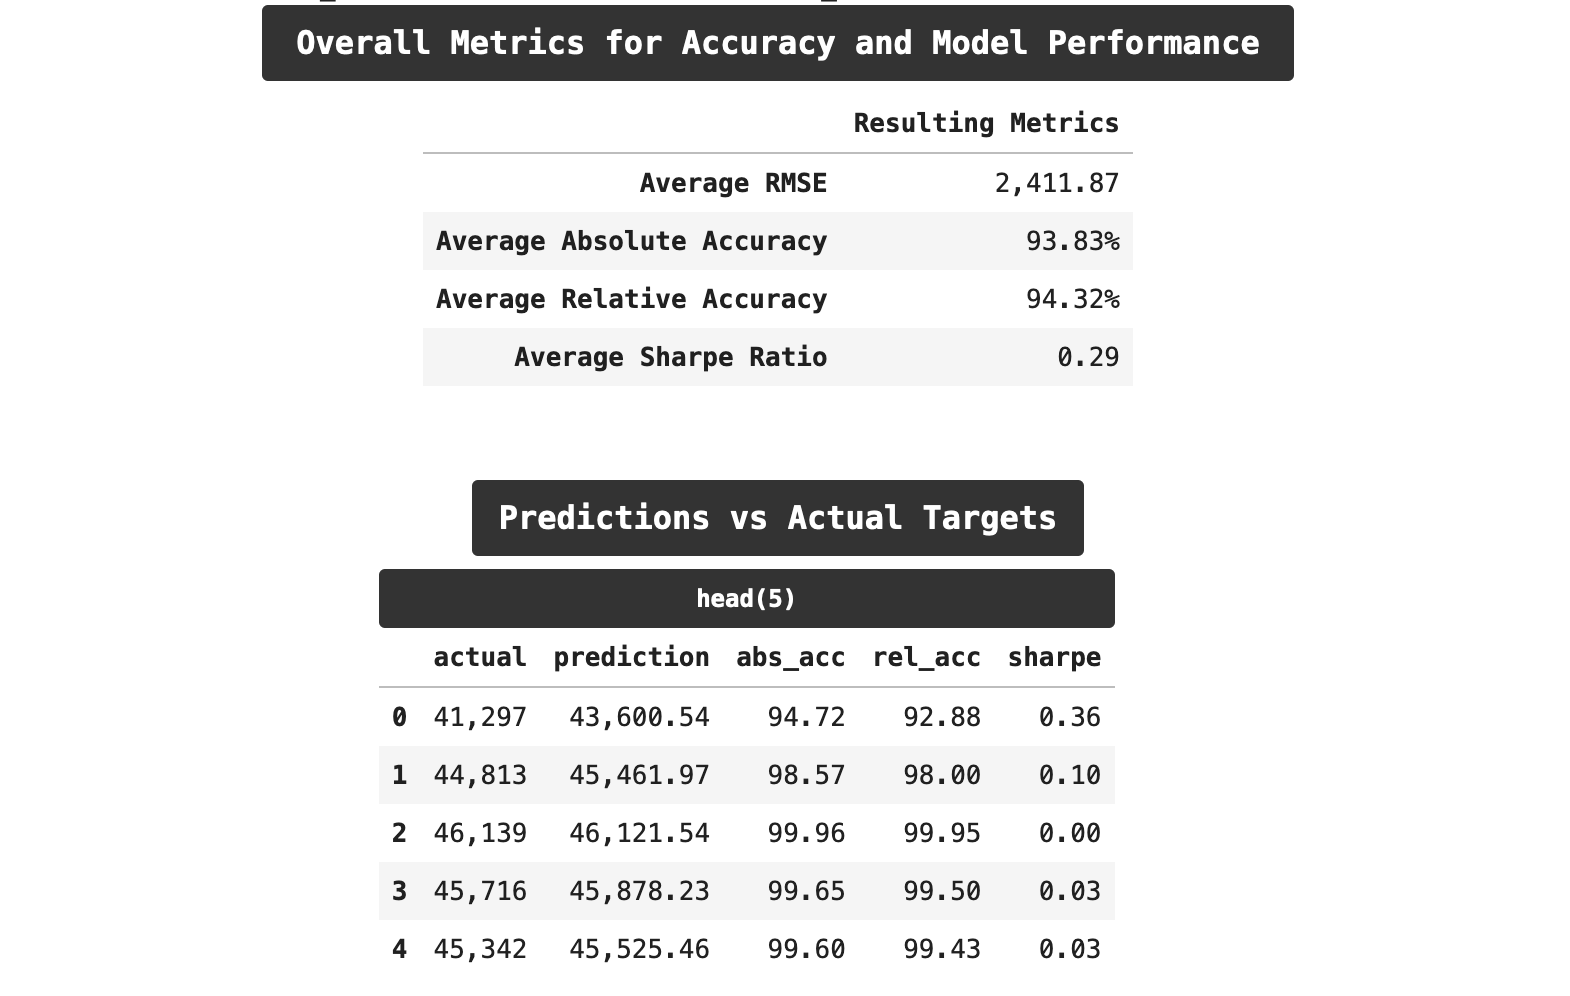 Overall Metrics for Accuracy and Model Performance
Resulting Metrics
Average RMSE 2,411.87
Average Absolute Accuracy 93.83%
Average Relative Accuracy 94.32%
Average Sharpe Ratio 0.29
Predictions vs Actual Targets
head(5)
actual prediction abs_acc rel_acc sharpe
0 41,297 43,600.54 94.72 92.88 0.36
1 44,813 45,461.97 98.57 98.00 0.10
2 46,139 46,121.54 99.96 99.95 0.00
3 45,716 45,878.23 99.65 99.50 0.03
4 45,342 45,525.46 99.60 99.43 0.03